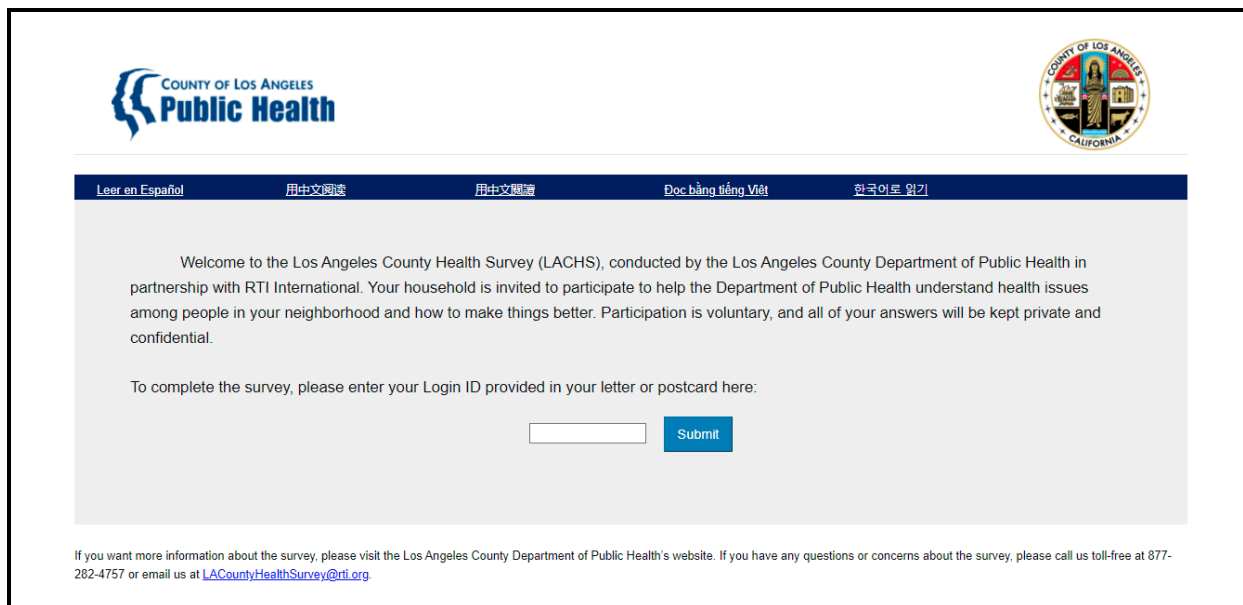 COUNTY OF LOS ANGELES
Public Health
COUNTY OF LOS ANGELES
CALIFORNIA
Leer en Español
用中文阅读
用中文閱讀
Đọc bằng tiếng Việt
한국어로 읽기
Welcome to the Los Angeles County Health Survey (LACHS), conducted by the Los Angeles County Department of Public Health in
partnership with RTI International. Your household is invited to participate to help the Department of Public Health understand health issues
among people in your neighborhood and how to make things better. Participation is voluntary, and all of your answers will be kept private and
confidential.
To complete the survey, please enter your Login ID provided in your letter or postcard here:
Submit
If you want more information about the survey, please visit the Los Angeles County Department of Public Health's website. If you have any questions or concerns about the survey, please call us toll-free at 877-
282-4757 or email us at LACountyHealthSurvey@rti.org.